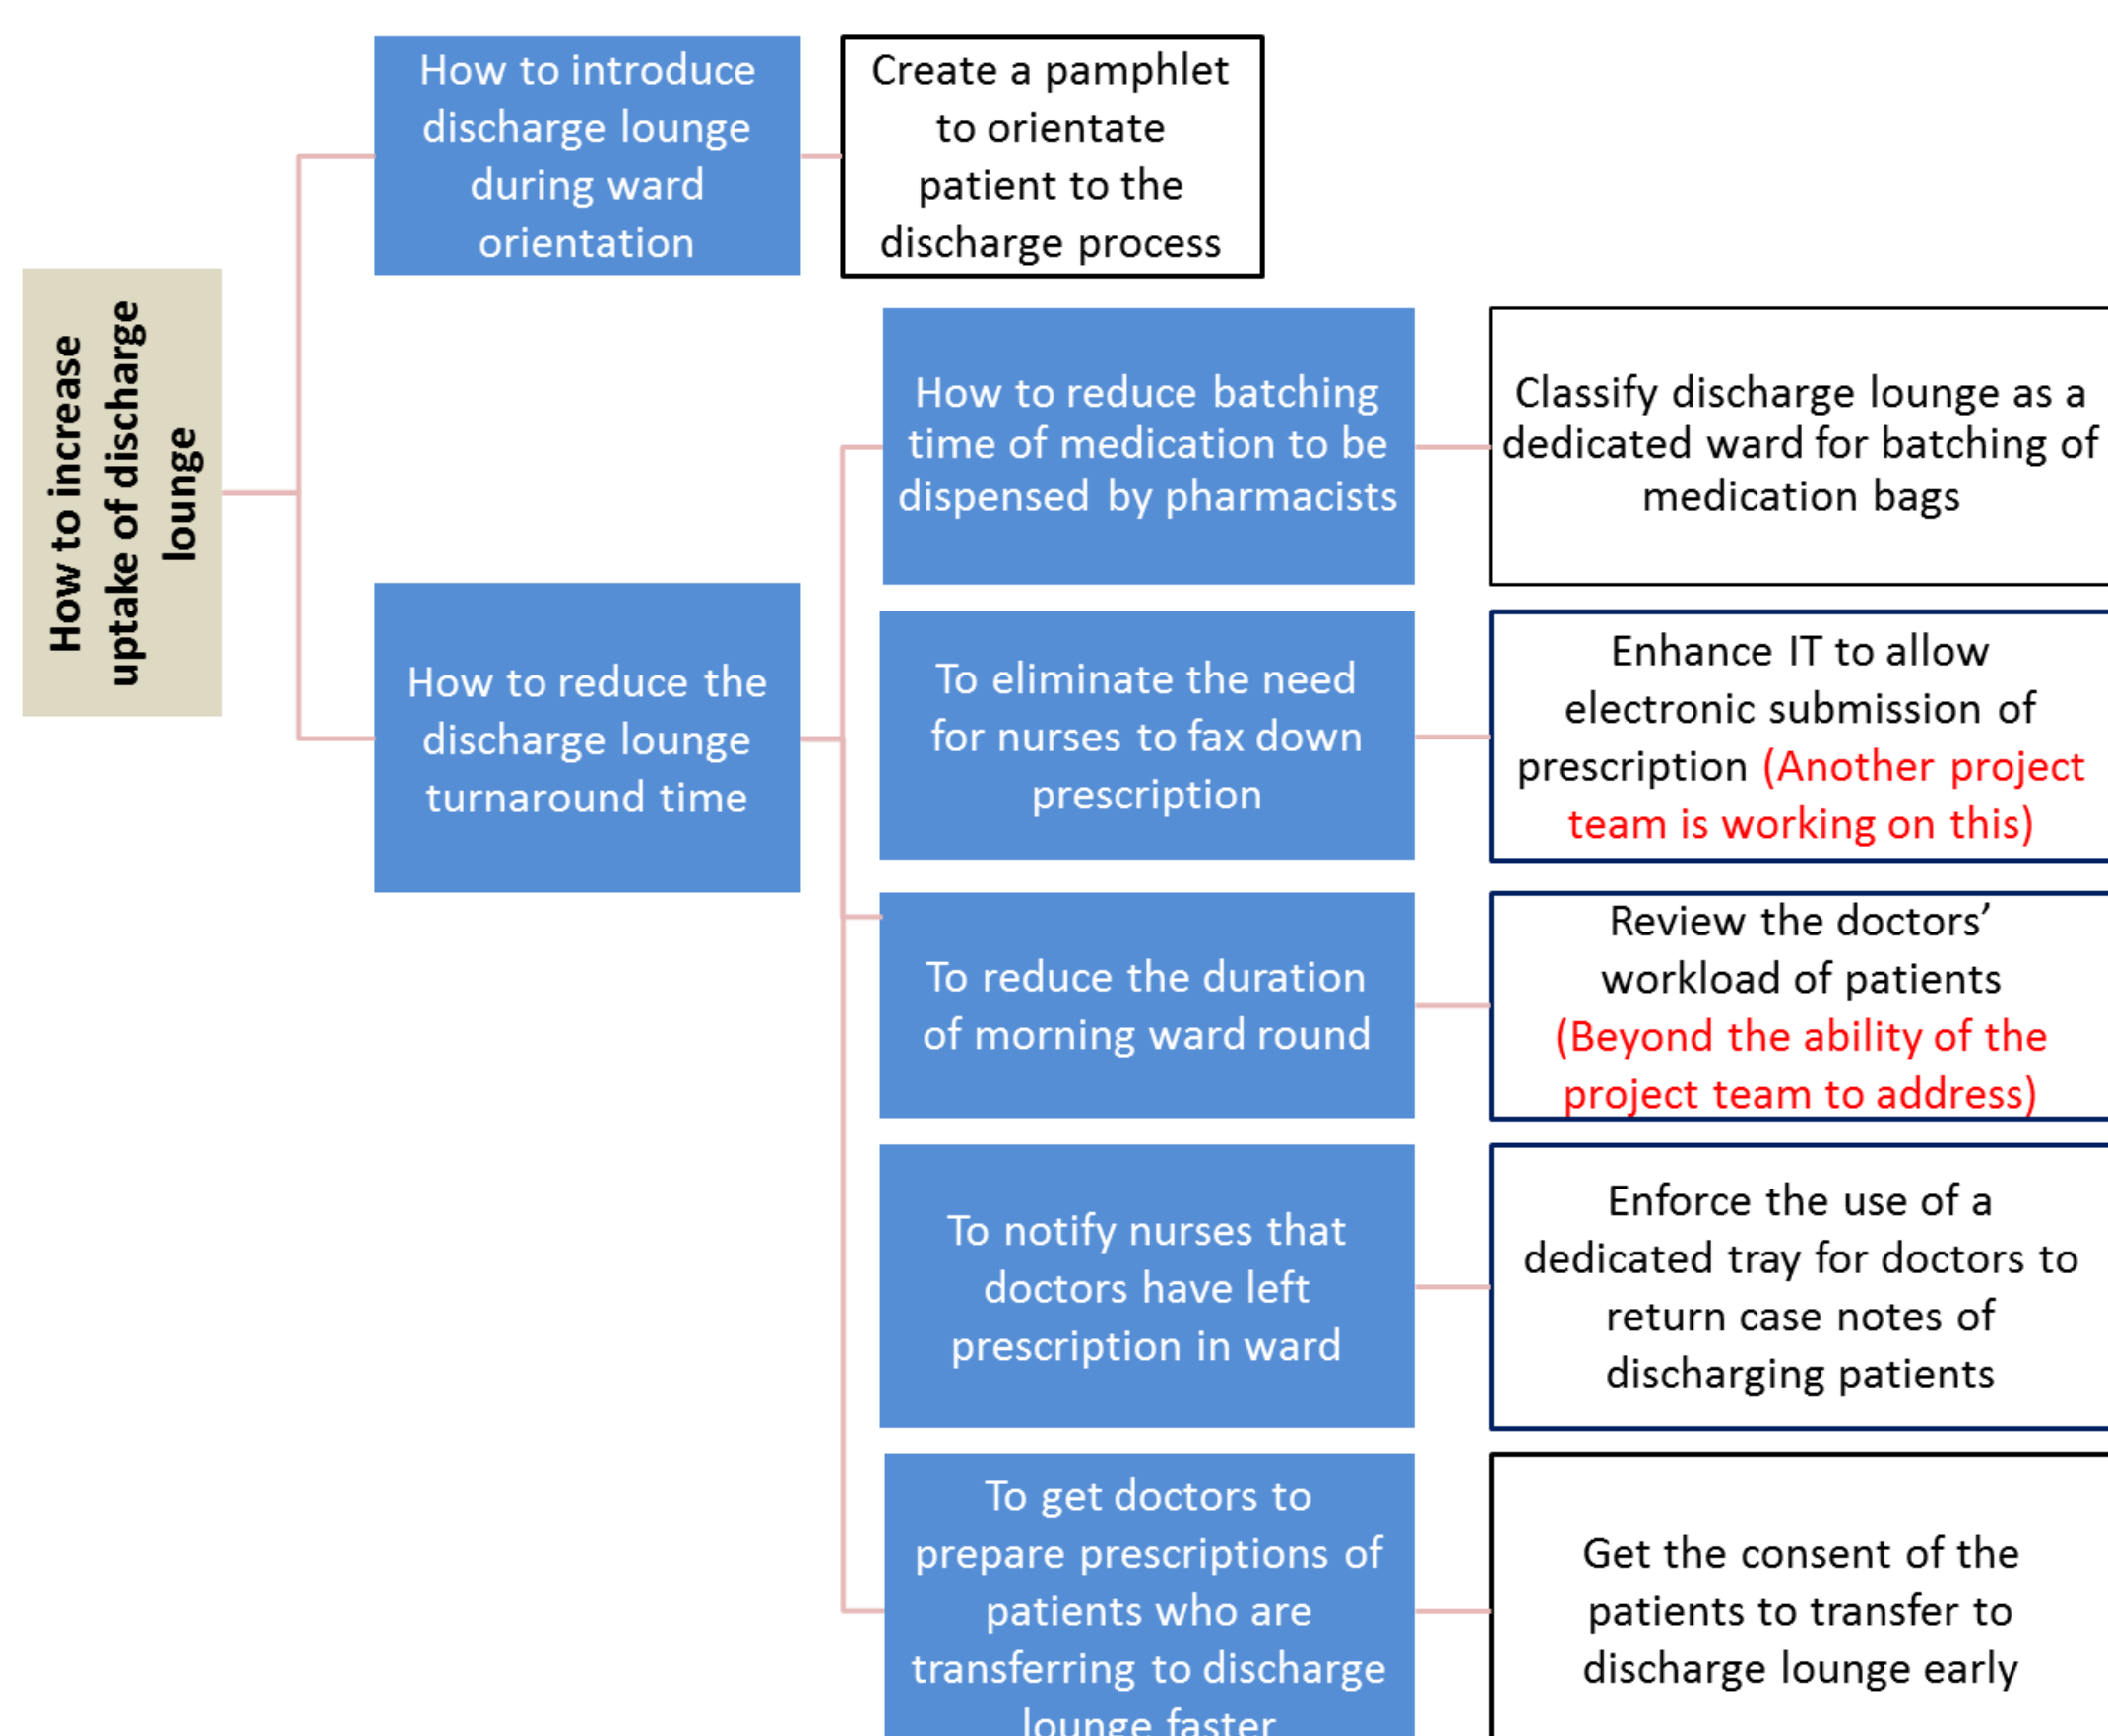 How to increase
uptake of discharge
lounge
How to introduce
discharge lounge
during ward
orientation
Create a pamphlet
to orientate
patient to the
discharge process
How to reduce the
discharge lounge
turnaround time
How to reduce batching
time of medication to be
dispensed by pharmacists
Classify discharge lounge as a
dedicated ward for batching of
medication bags
To eliminate the need
for nurses to fax down
prescription
Enhance IT to allow
electronic submission of
prescription (Another project
team is working on this)
To reduce the duration
of morning ward round
Review the doctors’
workload of patients
(Beyond the ability of the
project team to address)
To notify nurses that
doctors have left
prescription in ward
Enforce the use of a
dedicated tray for doctors to
return case notes of
discharging patients
To get doctors to
prepare prescriptions of
patients who are
transferring to discharge
lounge faster
Get the consent of the
patients to transfer to
discharge lounge early